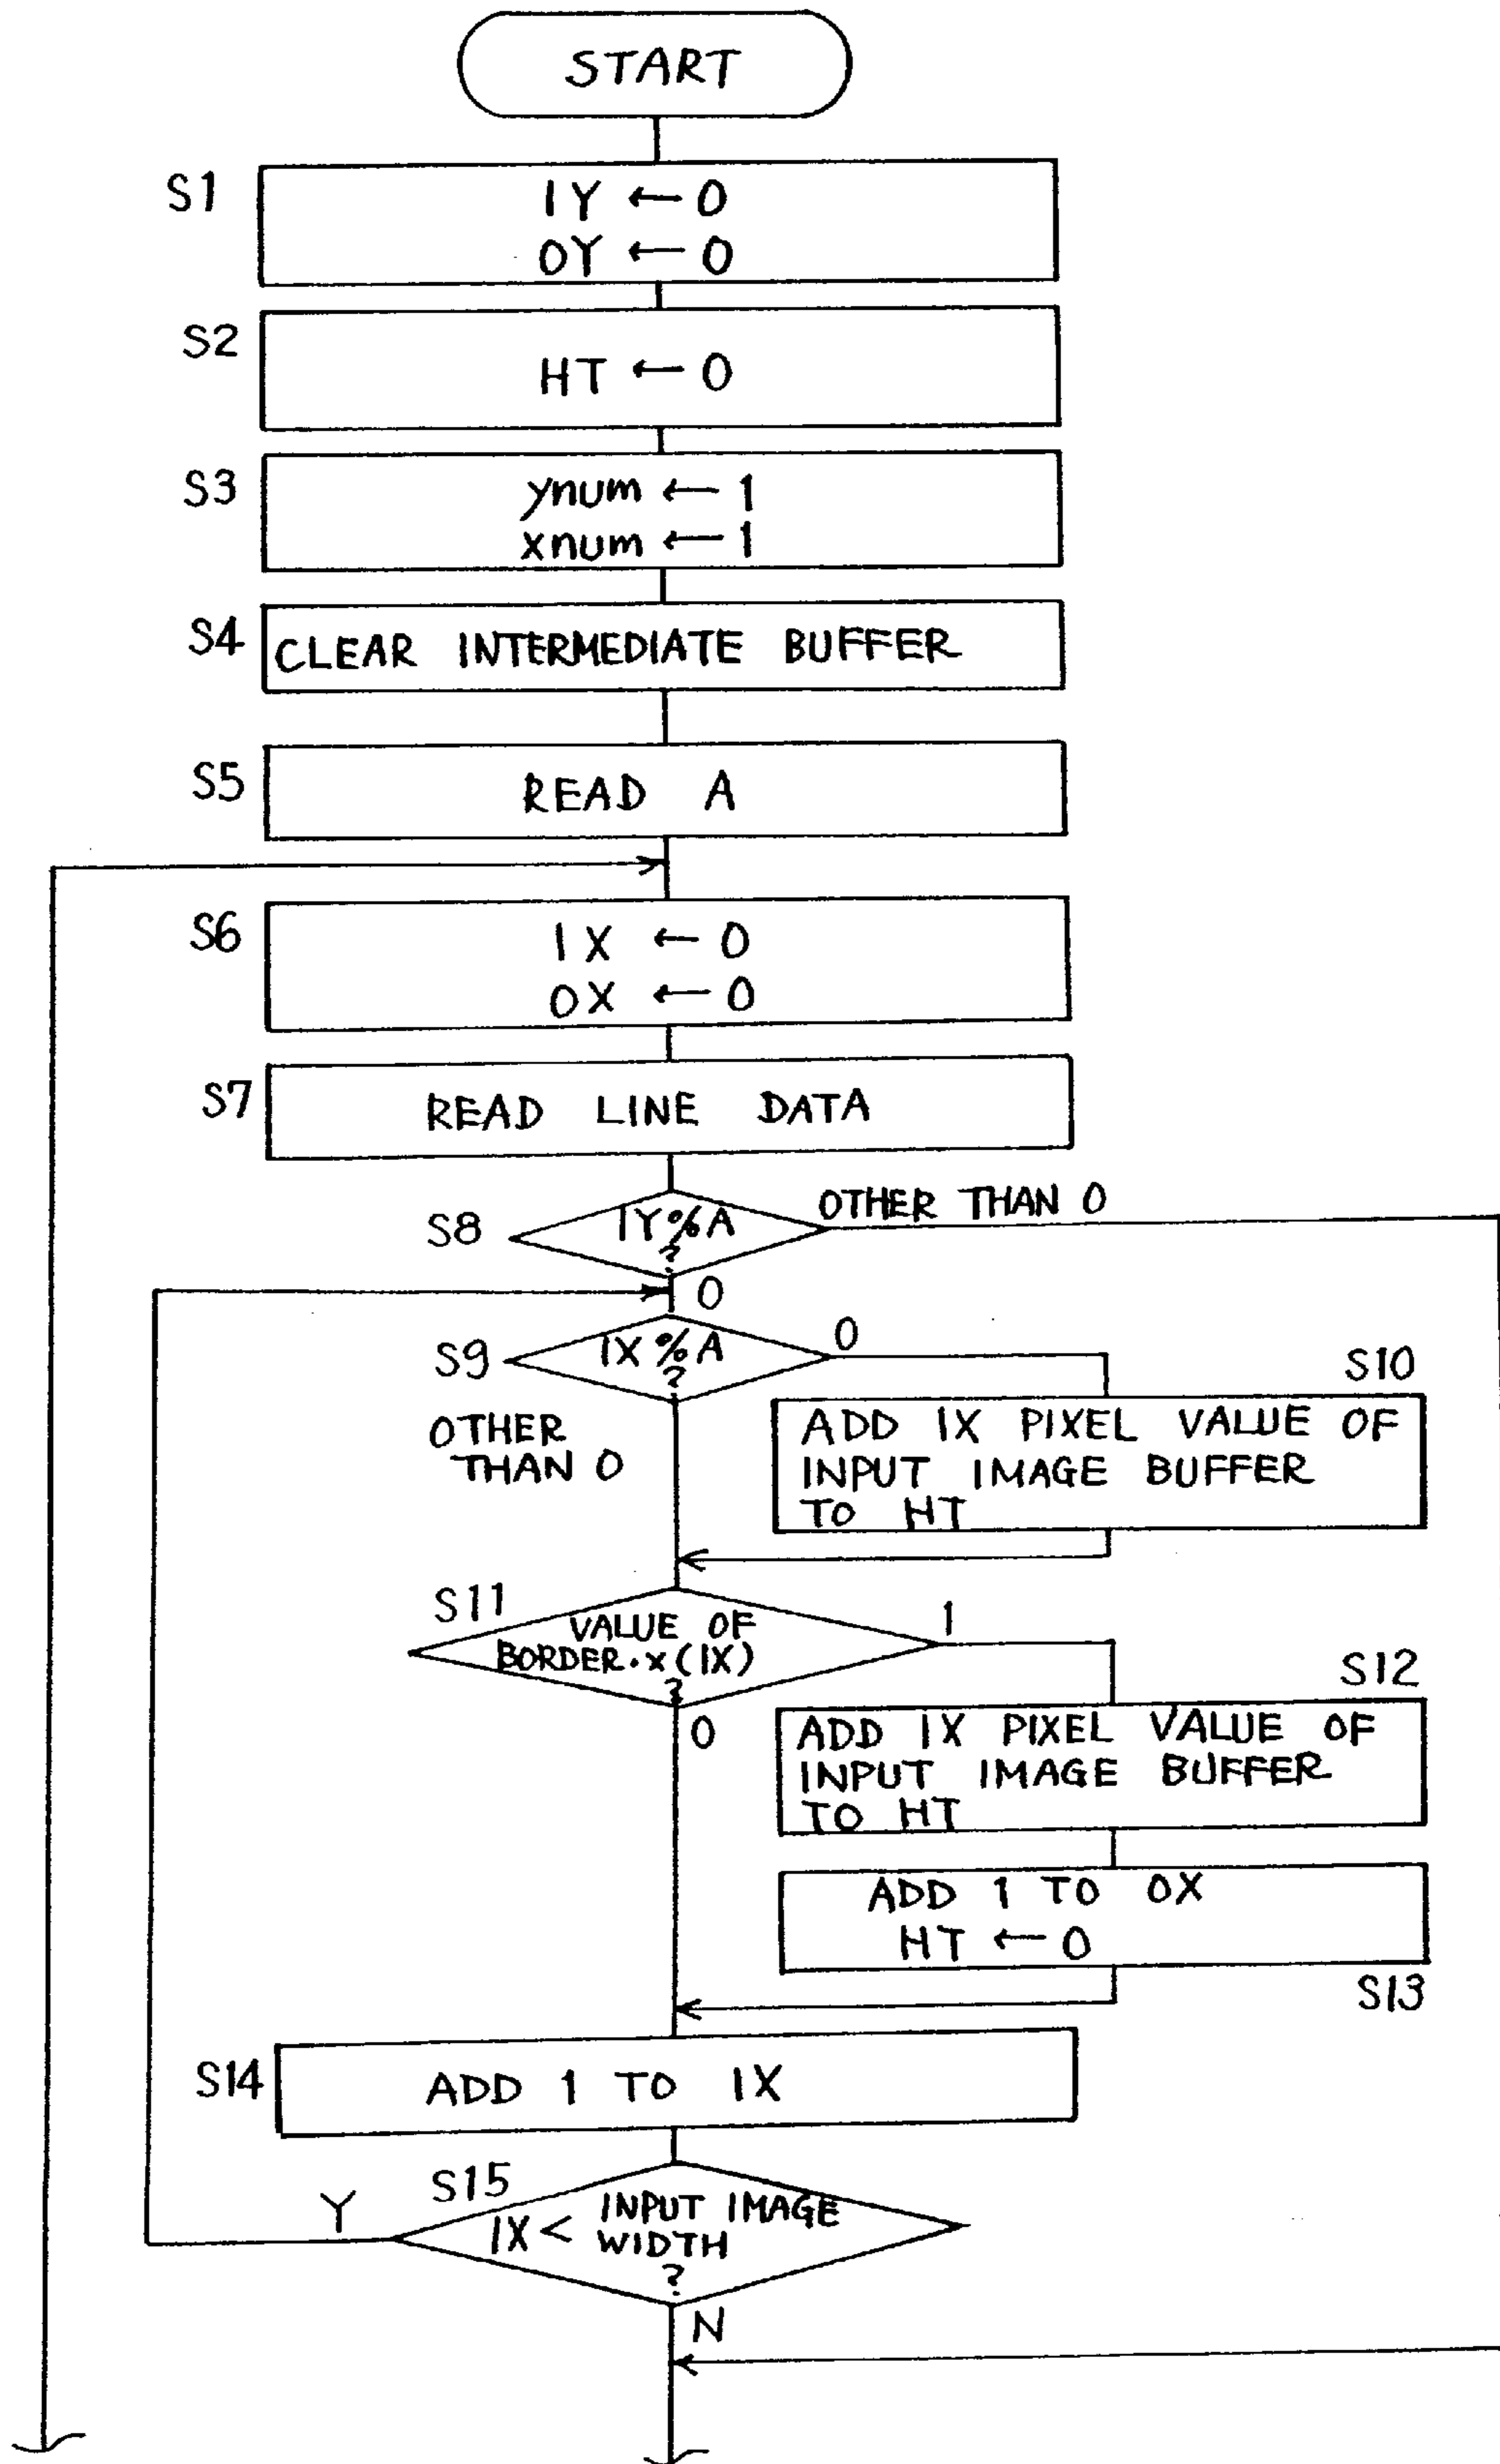 START
S1
IY ← 0
OY ← 0
S2
HT ← 0
S3
ynum ← 1
xnum ← 1
S4
CLEAR INTERMEDIATE BUFFER
S5
READ A
S6
IX ← 0
OX ← 0
S7
READ LINE DATA
S8
IY%A
?
OTHER THAN 0
0
S9
IX%A
?
0
OTHER
THAN 0
S10
ADD IX PIXEL VALUE OF
INPUT IMAGE BUFFER
TO HT
S11
VALUE OF
BORDER.x(IX)
?
1
0
S12
ADD IX PIXEL VALUE OF
INPUT IMAGE BUFFER
TO HT
ADD 1 TO OX
HT ← 0
S13
S14
ADD 1 TO IX
S15
IX < INPUT IMAGE
WIDTH
?
Y
N